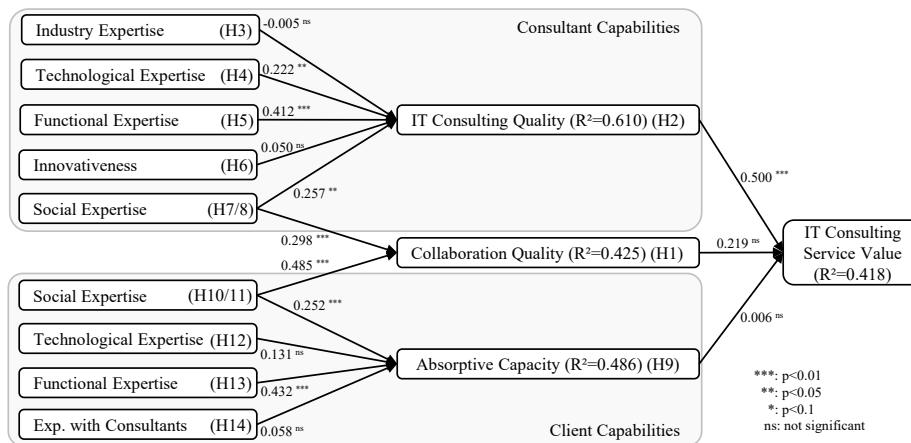 Industry Expertise (H3)
-0.005 ns
Consultant Capabilities
Technological Expertise (H4)
0.222 **
Functional Expertise (H5)
0.412 ***
IT Consulting Quality (R²=0.610) (H2)
Innovativeness (H6)
0.050 ns
Social Expertise (H7/8)
0.257 **
0.500 ***
0.298 ***
Collaboration Quality (R²=0.425) (H1)
0.219 ns
IT Consulting
Service Value
(R²=0.418)
0.485 ***
Social Expertise (H10/11)
0.252 ***
0.006 ns
Technological Expertise (H12)
0.131 ns
Absorptive Capacity (R²=0.486) (H9)
Functional Expertise (H13)
0.432 ***
Exp. with Consultants (H14)
0.058 ns
Client Capabilities
***: p<0.01
**: p<0.05
*: p<0.1
ns: not significant